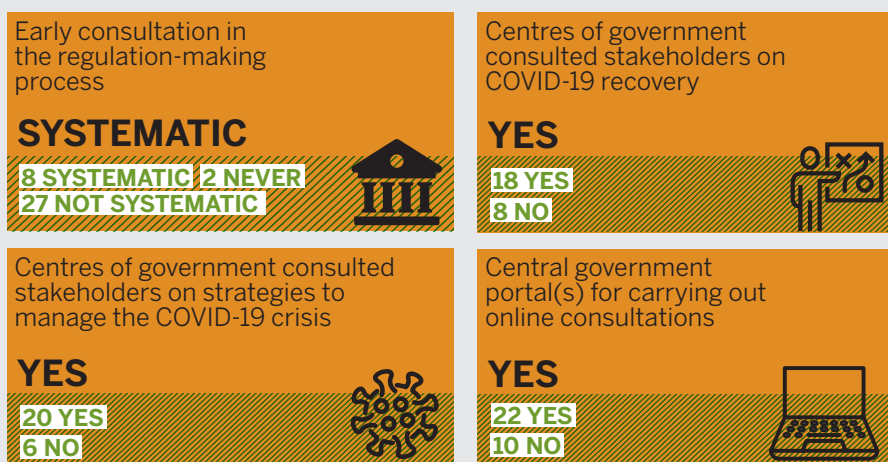 Early consultation in
the regulation-making
process
SYSTEMATIC
8 SYSTEMATIC 2 NEVER
27 NOT SYSTEMATIC
Centres of government
consulted stakeholders on
COVID-19 recovery
YES
18 YES
8 NO
Centres of government consulted
stakeholders on strategies to
manage the COVID-19 crisis
YES
20 YES
6 NO
Central government
portal(s) for carrying out
online consultations
YES
22 YES
10 NO